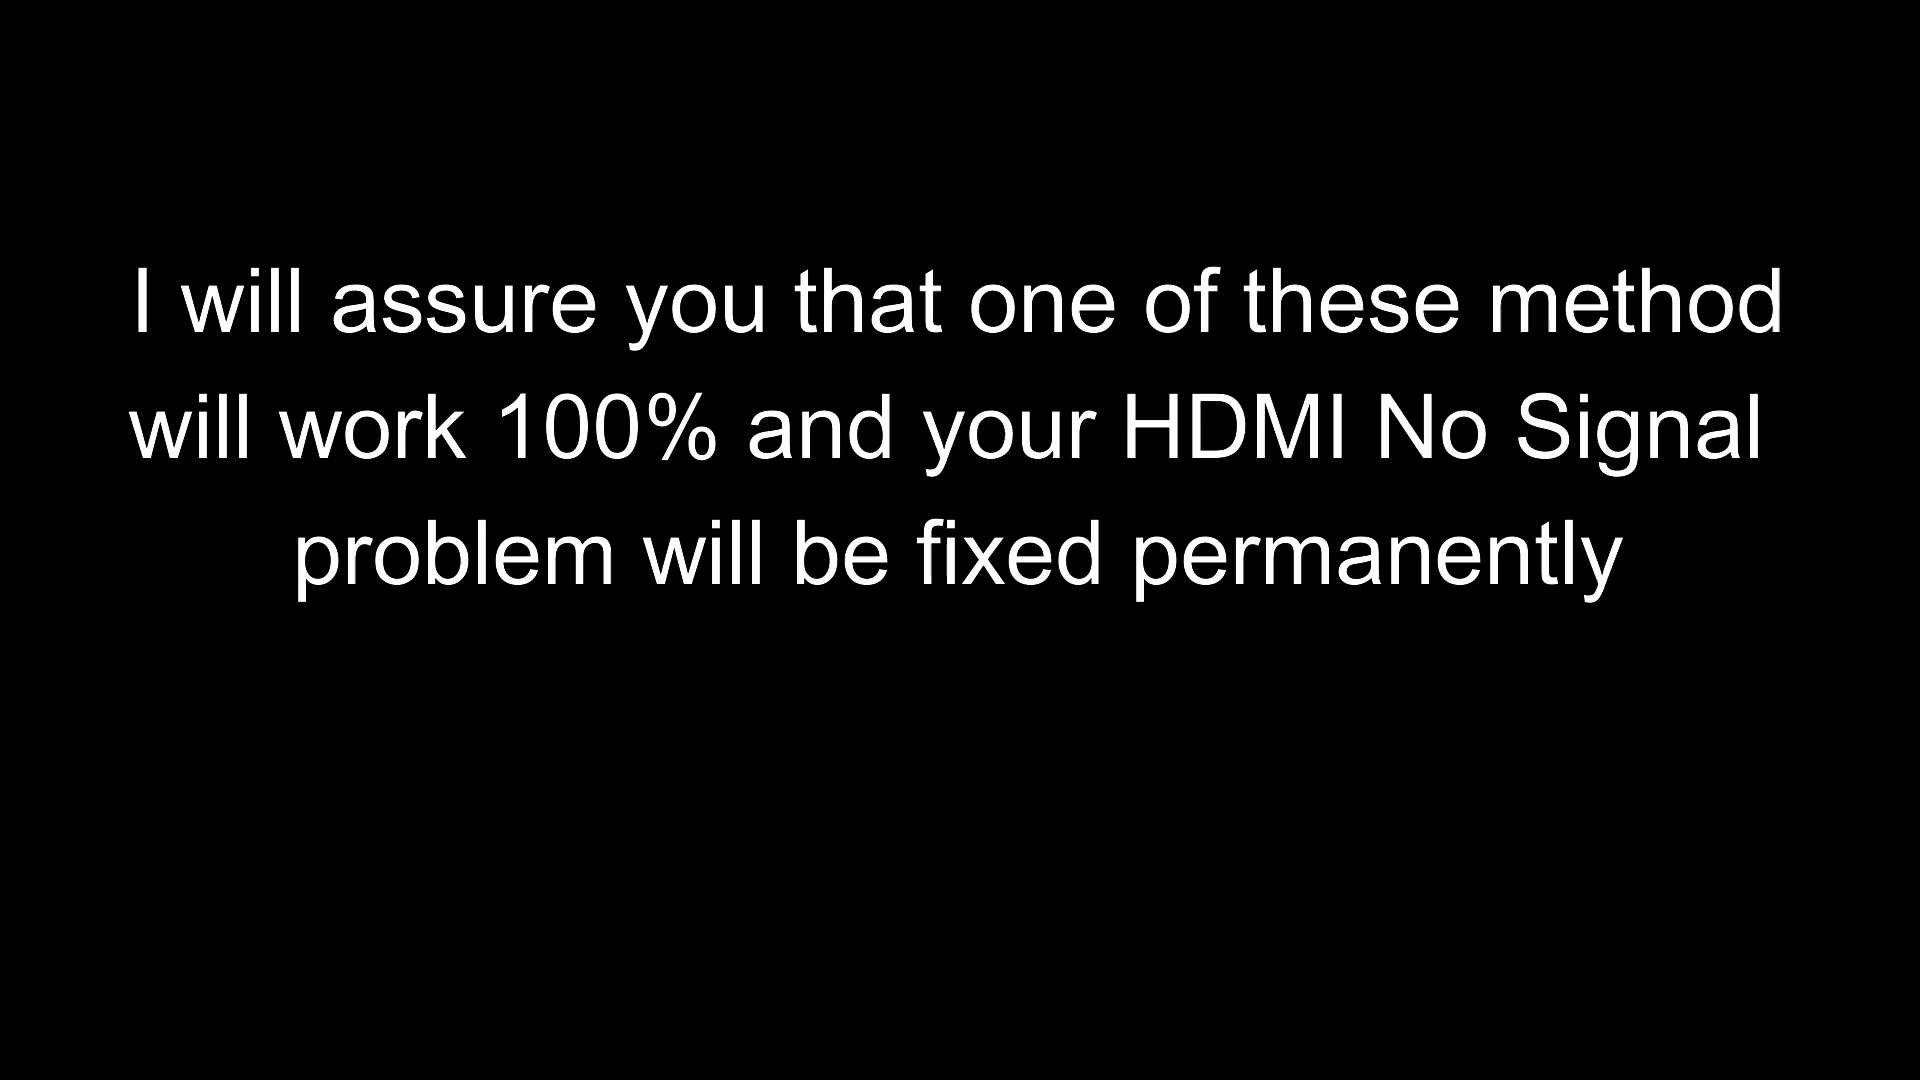 I will assure you that one of these method
will work 100% and your HDMI No Signal
problem will be fixed permanently